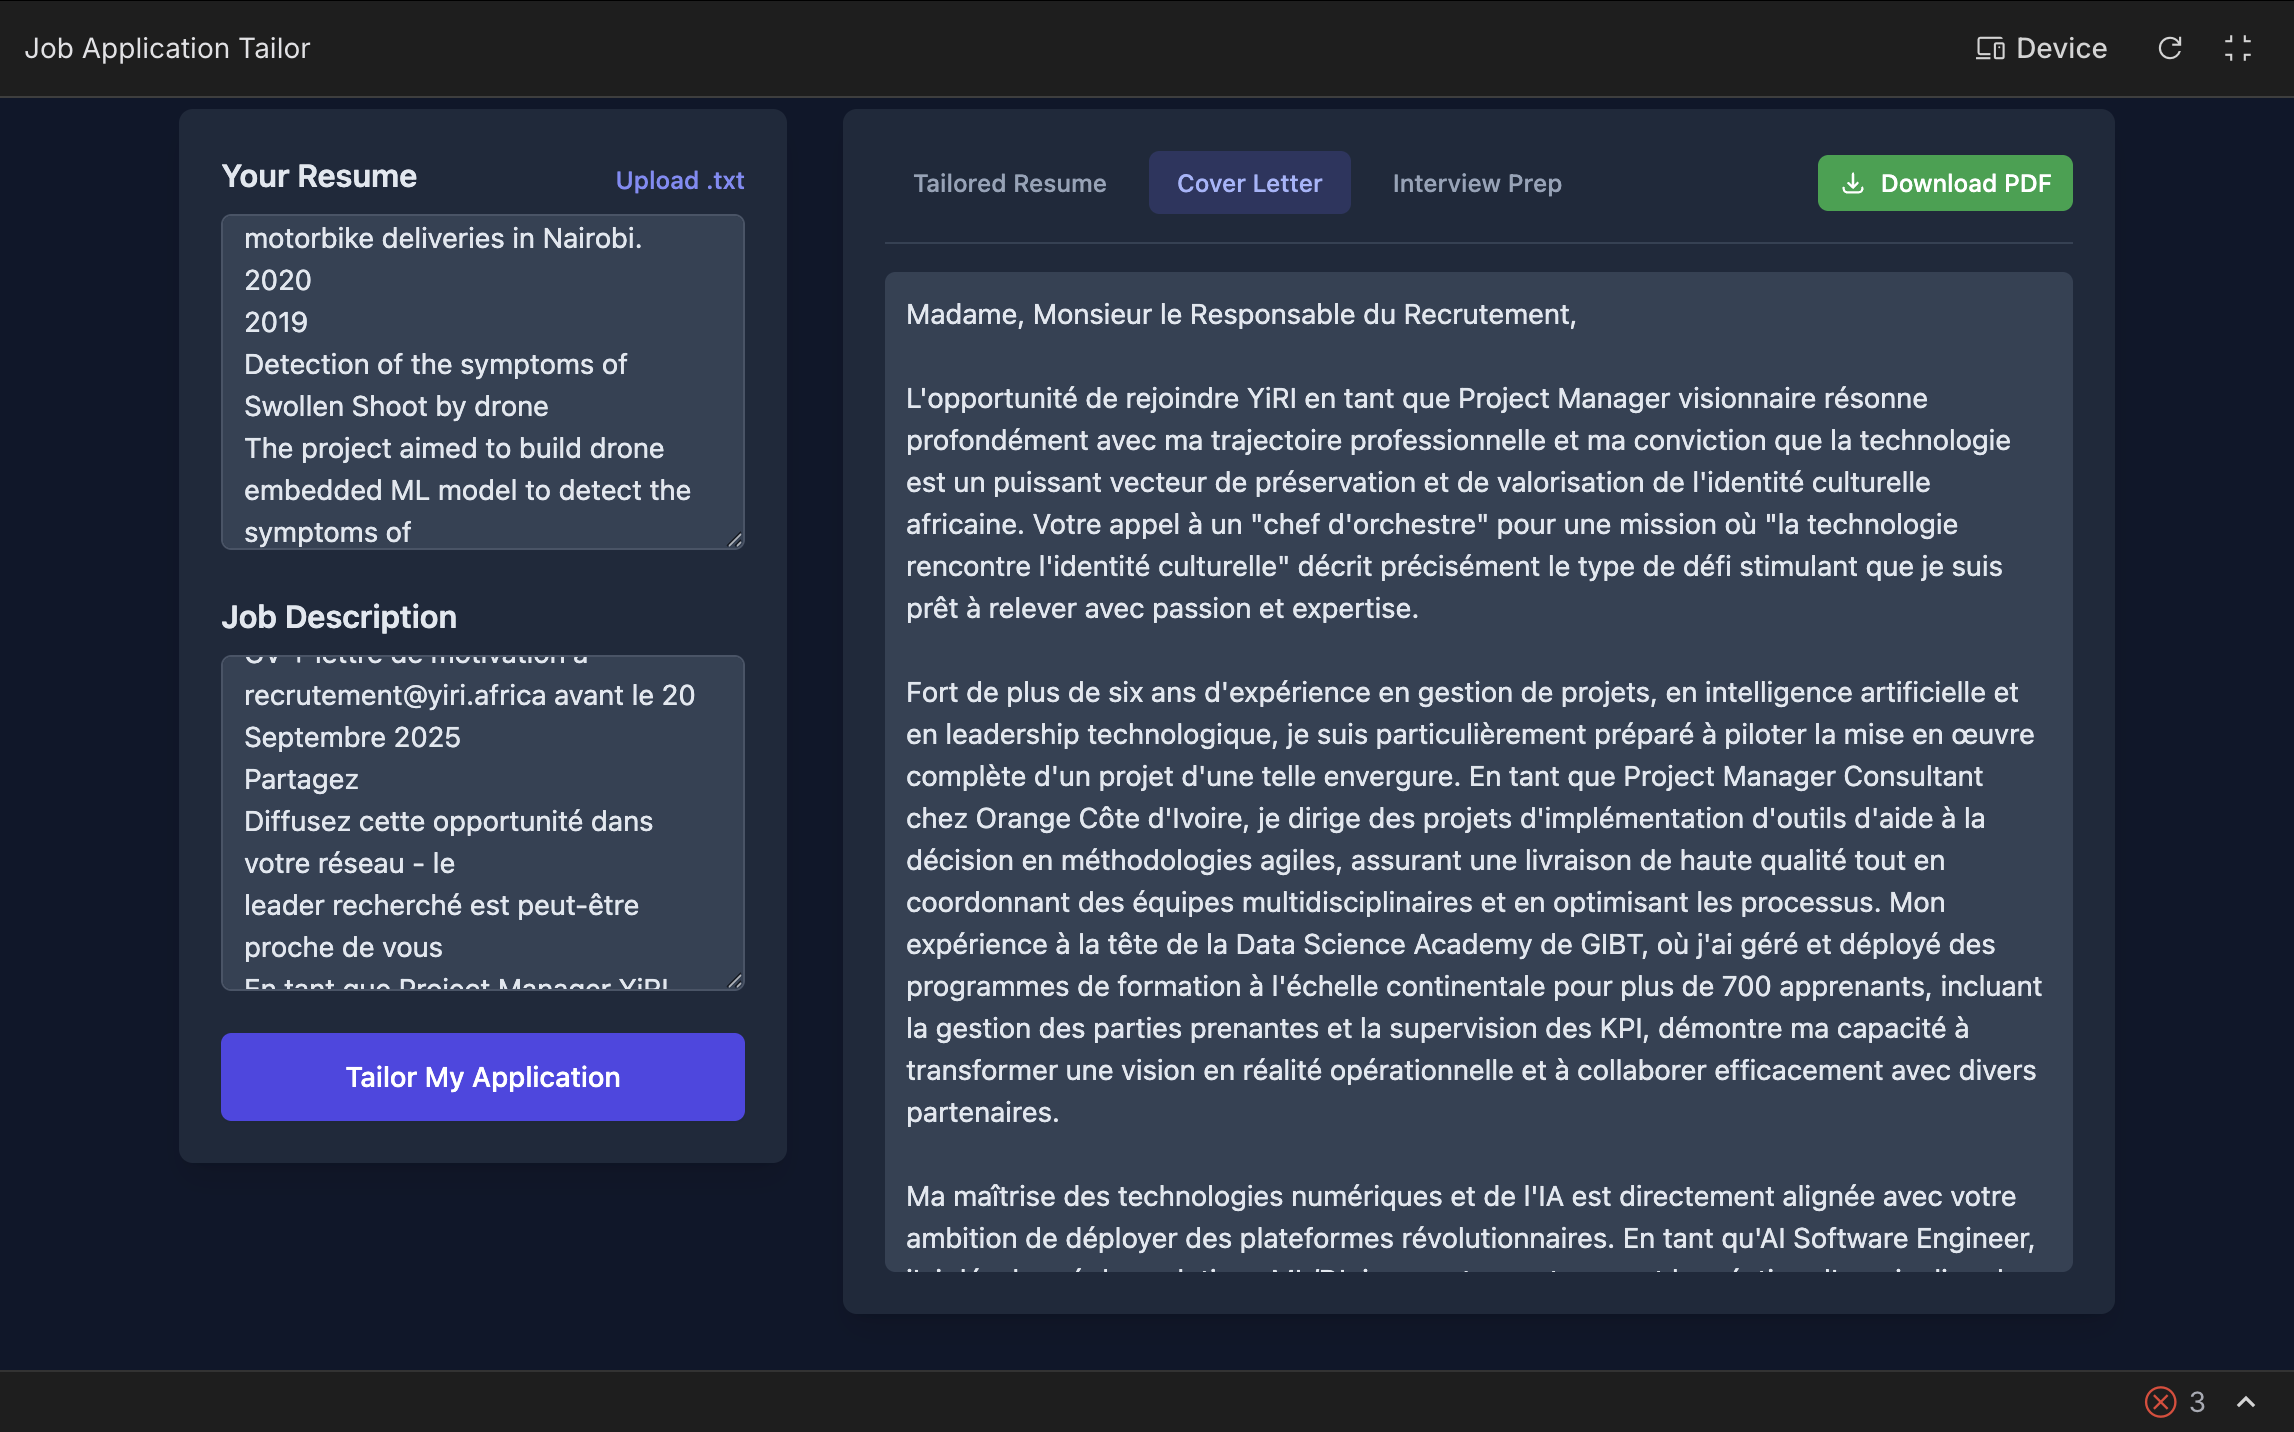 Job Application Tailor
Device
Your Resume
Upload .txt
motorbike deliveries in Nairobi.
2020
2019
Detection of the symptoms of
Swollen Shoot by drone
The project aimed to build drone
embedded ML model to detect the
symptoms of
Job Description
CV + lettre de motivation à
recrutement@yiri.africa avant le 20
Septembre 2025
Partagez
Diffusez cette opportunité dans
votre réseau - le
leader recherché est peut-être
proche de vous
En tant que Project Manager YiRI
Tailor My Application
Tailored Resume
Cover Letter
Interview Prep
Download PDF
Madame, Monsieur le Responsable du Recrutement,
L'opportunité de rejoindre YiRI en tant que Project Manager visionnaire résonne
profondément avec ma trajectoire professionnelle et ma conviction que la technologie
est un puissant vecteur de préservation et de valorisation de l'identité culturelle
africaine. Votre appel à un "chef d'orchestre" pour une mission où "la technologie
rencontre l'identité culturelle" décrit précisément le type de défi stimulant que je suis
prêt à relever avec passion et expertise.
Fort de plus de six ans d'expérience en gestion de projets, en intelligence artificielle et
en leadership technologique, je suis particulièrement préparé à piloter la mise en œuvre
complète d'un projet d'une telle envergure. En tant que Project Manager Consultant
chez Orange Côte d'Ivoire, je dirige des projets d'implémentation d'outils d'aide à la
décision en méthodologies agiles, assurant une livraison de haute qualité tout en
coordonnant des équipes multidisciplinaires et en optimisant les processus. Mon
expérience à la tête de la Data Science Academy de GIBT, où j'ai géré et déployé des
programmes de formation à l'échelle continentale pour plus de 700 apprenants, incluant
la gestion des parties prenantes et la supervision des KPI, démontre ma capacité à
transformer une vision en réalité opérationnelle et à collaborer efficacement avec divers
partenaires.
Ma maîtrise des technologies numériques et de l'IA est directement alignée avec votre
ambition de déployer des plateformes révolutionnaires. En tant qu'AI Software Engineer,
3